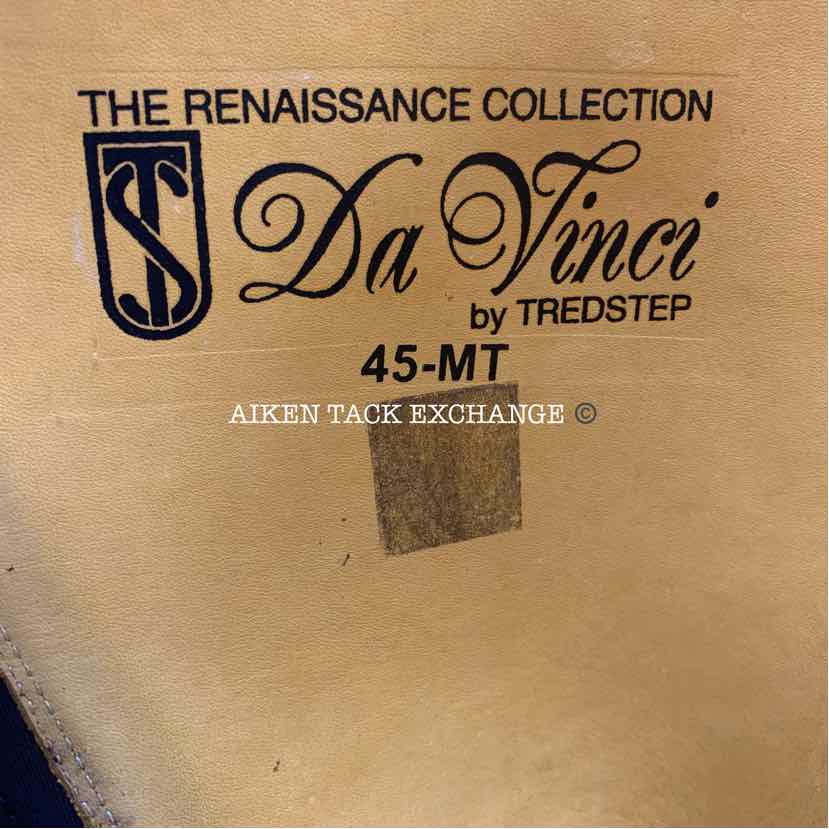 THE RENAISSANCE COLLECTION
TS
Da Vinci
by TREDSTEP
45-MT
AIKEN TACK EXCHANGE ©